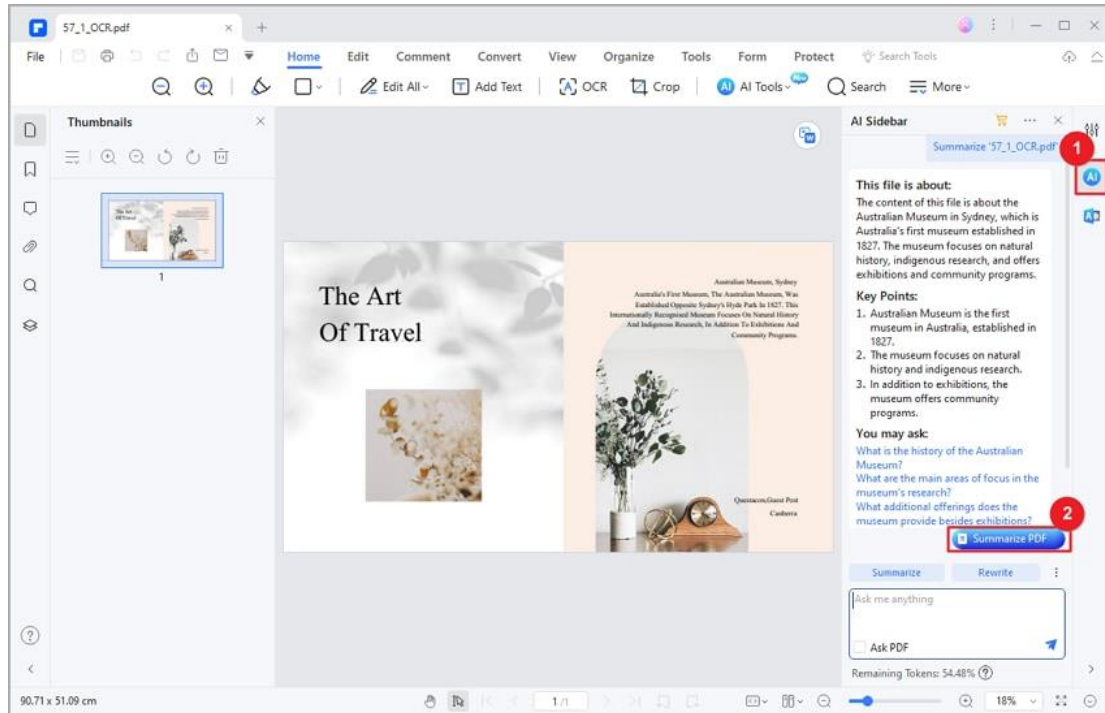 57_1_OCR.pdf
File
Home Edit Comment Convert View Organize Tools Form Protect Search Tools
Edit All Add Text OCR Crop AI AI Tools Search More
Thumbnails
1
The Art
Of Travel
Australian Museum, Sydney
Australia's First Museum, The Australian Museum, Was
Established Opposite Sydney's Hyde Park In 1827. This
Internationally Recognised Museum Focuses On Natural History
And Indigenous Research, In Addition To Exhibitions And
Community Programs.
Questacon,Guest Post
Canberra
AI Sidebar
Summarize '57_1_OCR.pdf'
1
AI
This file is about:
The content of this file is about the
Australian Museum in Sydney, which is
Australia's first museum established in
1827. The museum focuses on natural
history, indigenous research, and offers
exhibitions and community programs.
Key Points:
1. Australian Museum is the first
museum in Australia, established in
1827.
2. The museum focuses on natural
history and indigenous research.
3. In addition to exhibitions, the
museum offers community
programs.
You may ask:
What is the history of the Australian
Museum?
What are the main areas of focus in the
museum's research?
What additional offerings does the
museum provide besides exhibitions?
2
Summarize PDF
Summarize Rewrite
Ask me anything
Ask PDF
Remaining Tokens: 54.48%
90.71 x 51.09 cm
1 /1
18%